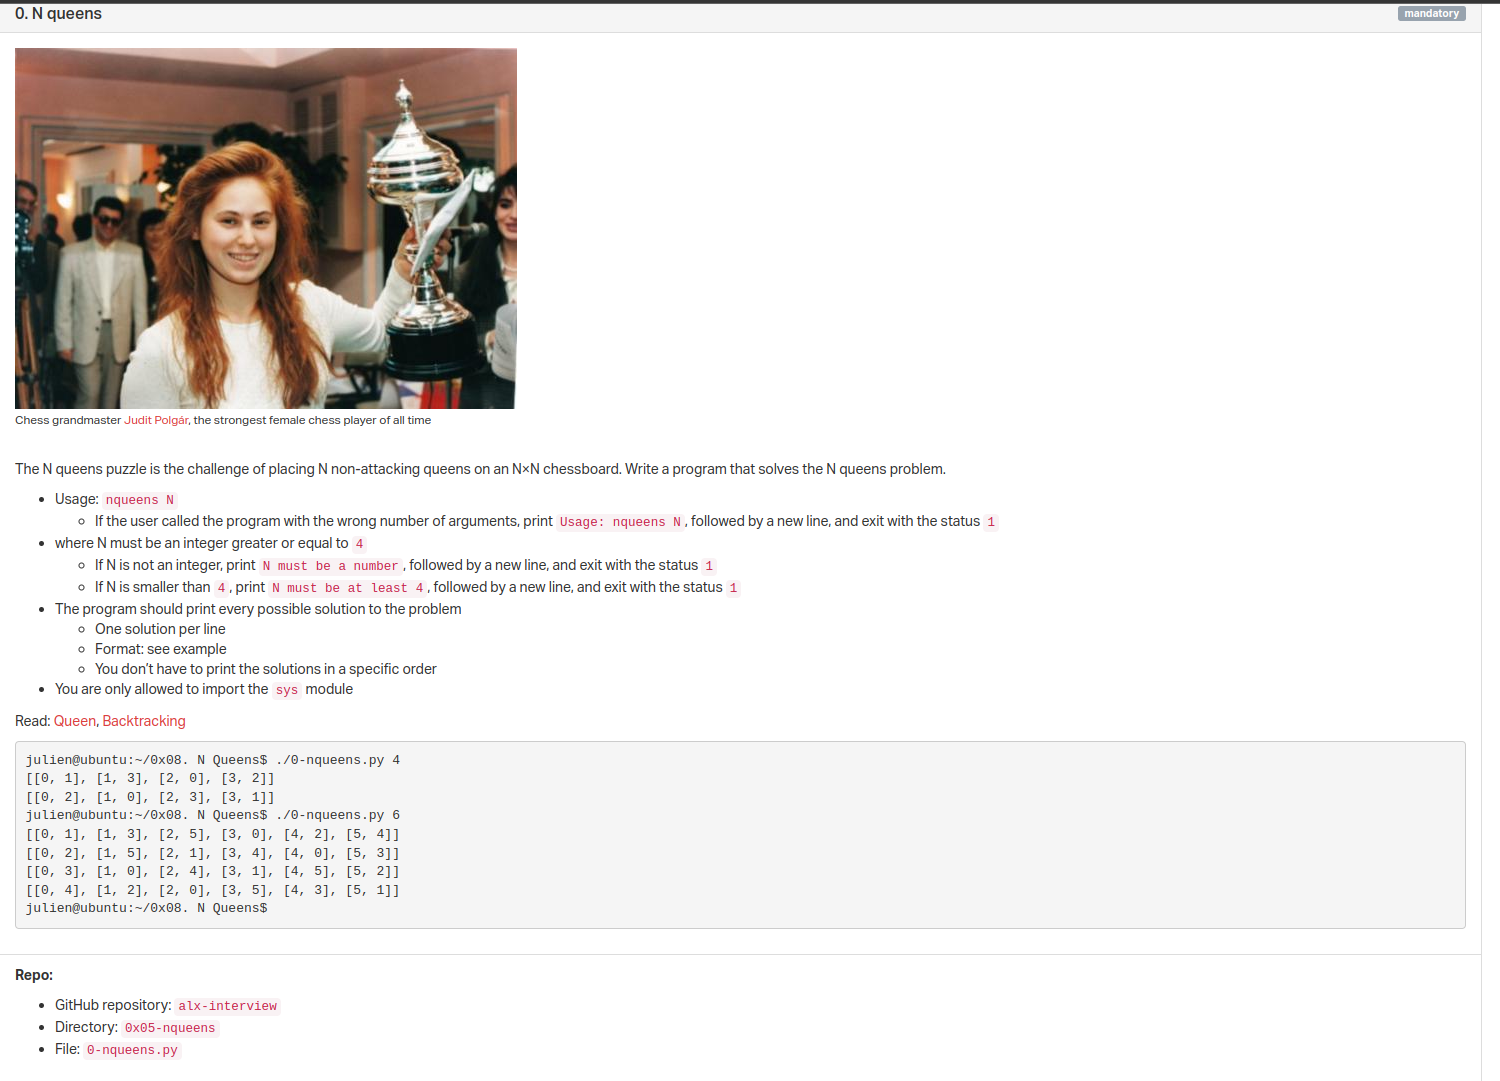 0. N queens
mandatory
Chess grandmaster Judit Polgár, the strongest female chess player of all time
The N queens puzzle is the challenge of placing N non-attacking queens on an N×N chessboard. Write a program that solves the N queens problem.
Usage: nqueens N
If the user called the program with the wrong number of arguments, print Usage: nqueens N, followed by a new line, and exit with the status 1
where N must be an integer greater or equal to 4
If N is not an integer, print N must be a number, followed by a new line, and exit with the status 1
If N is smaller than 4, print N must be at least 4, followed by a new line, and exit with the status 1
The program should print every possible solution to the problem
One solution per line
Format: see example
You don’t have to print the solutions in a specific order
You are only allowed to import the sys module
Read: Queen, Backtracking
julien@ubuntu:~/0x08. N Queens$ ./0-nqueens.py 4
[[0, 1], [1, 3], [2, 0], [3, 2]]
[[0, 2], [1, 0], [2, 3], [3, 1]]
julien@ubuntu:~/0x08. N Queens$ ./0-nqueens.py 6
[[0, 1], [1, 3], [2, 5], [3, 0], [4, 2], [5, 4]]
[[0, 2], [1, 5], [2, 1], [3, 4], [4, 0], [5, 3]]
[[0, 3], [1, 0], [2, 4], [3, 1], [4, 5], [5, 2]]
[[0, 4], [1, 2], [2, 0], [3, 5], [4, 3], [5, 1]]
julien@ubuntu:~/0x08. N Queens$
Repo:
GitHub repository: alx-interview
Directory: 0x05-nqueens
File: 0-nqueens.py